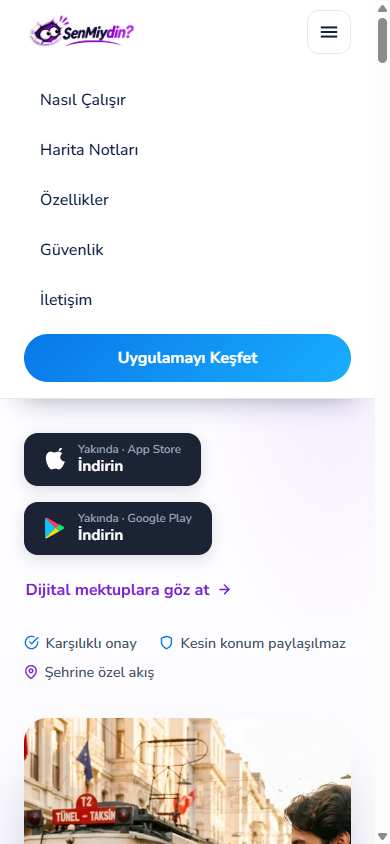 SenMiydin?
Nasıl Çalışır
Harita Notları
Özellikler
Güvenlik
İletişim
Uygulamayı Keşfet
Yakında · App Store
İndirin
Yakında · Google Play
İndirin
Dijital mektuplara göz at →
Karşılıklı onay
Kesin konum paylaşılmaz
Şehrine özel akış
T2
TÜNEL - TAKSİM